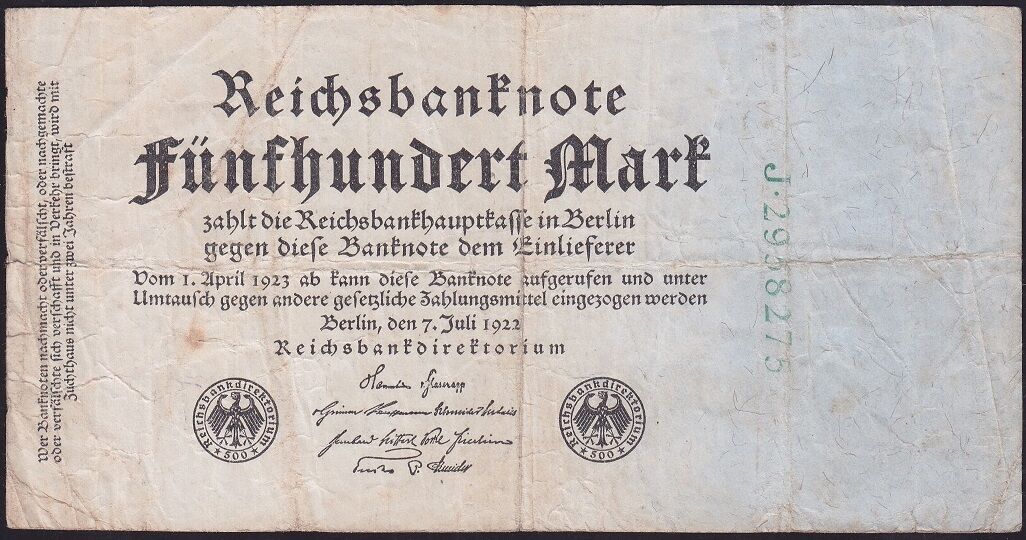 Reichsbanknote
Fünfhundert Mark
zahlt die Reichsbankhauptkasse in Berlin
gegen diese Banknote dem Einlieferer
Vom 1. April 1923 ab kann diese Banknote aufgerufen und unter
Umtausch gegen andere gesetzliche Zahlungsmittel eingezogen werden
Berlin, den 7. Juli 1922
Reichsbankdirektorium
Reichsbankdirektorium
500
Reichsbankdirektorium
500
Wer Banknoten nachmacht oder verfälscht, oder nachgemachte
oder verfälschte sich verschafft und in Verkehr bringt, wird mit
Zuchthaus nicht unter zwei Jahren bestraft